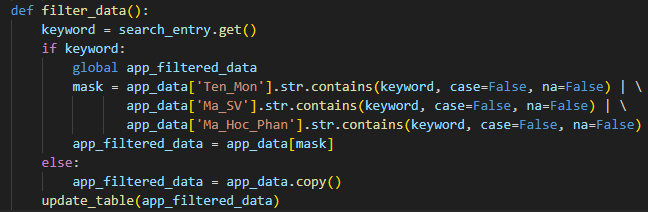 def filter_data():
    keyword = search_entry.get()
    if keyword:
        global app_filtered_data
        mask = app_data['Ten_Mon'].str.contains(keyword, case=False, na=False) | \
               app_data['Ma_SV'].str.contains(keyword, case=False, na=False) | \
               app_data['Ma_Hoc_Phan'].str.contains(keyword, case=False, na=False)
        app_filtered_data = app_data[mask]
    else:
        app_filtered_data = app_data.copy()
    update_table(app_filtered_data)